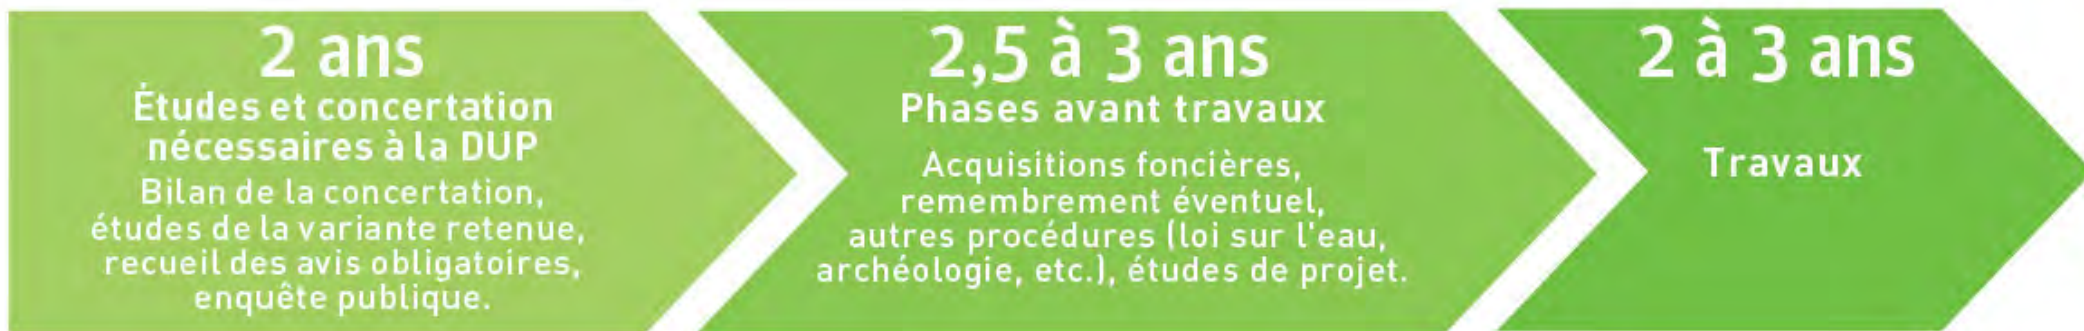 2 ans
Études et concertation
nécessaires à la DUP
Bilan de la concertation,
études de la variante retenue,
recueil des avis obligatoires,
enquête publique.
2,5 à 3 ans
Phases avant travaux
Acquisitions foncières,
remembrement éventuel,
autres procédures (loi sur l'eau,
archéologie, etc.), études de projet.
2 à 3 ans
Travaux